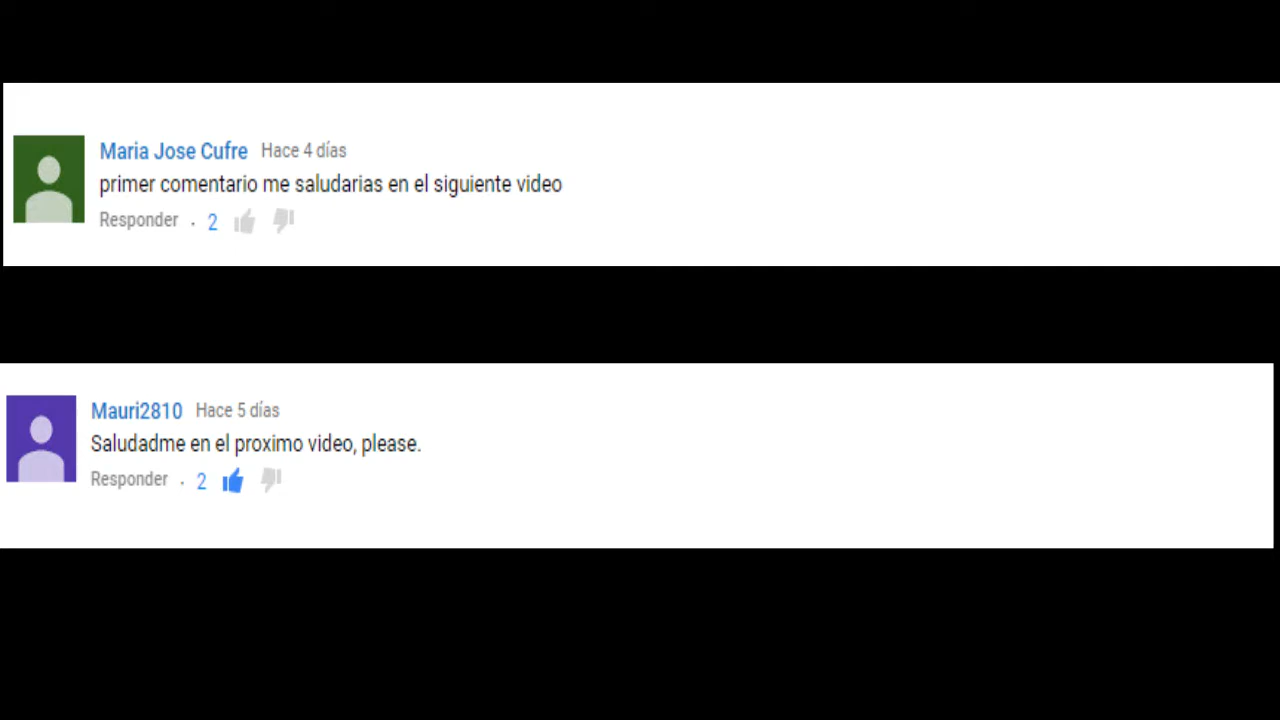 Maria Jose Cufre Hace 4 días
primer comentario me saludarias en el siguiente video
Responder · 2
Mauri2810 Hace 5 días
Saludadme en el proximo video, please.
Responder · 2